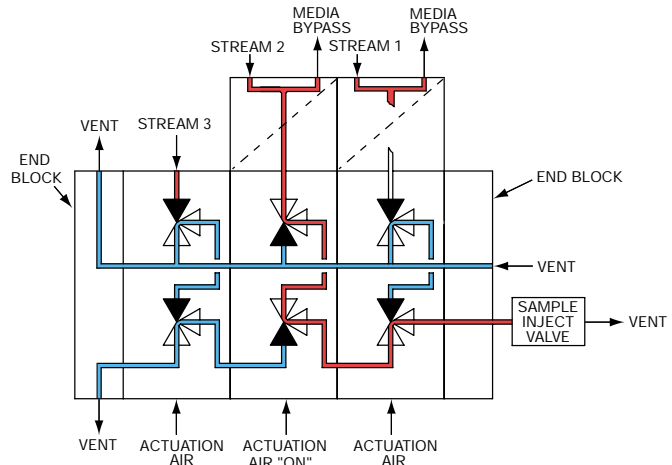 MEDIA
BYPASS
MEDIA
BYPASS
STREAM 2
STREAM 1
VENT
STREAM 3
END
BLOCK
END BLOCK
VENT
SAMPLE
INJECT
VALVE
VENT
VENT
ACTUATION
AIR
ACTUATION
AIR "ON"
ACTUATION
AIR